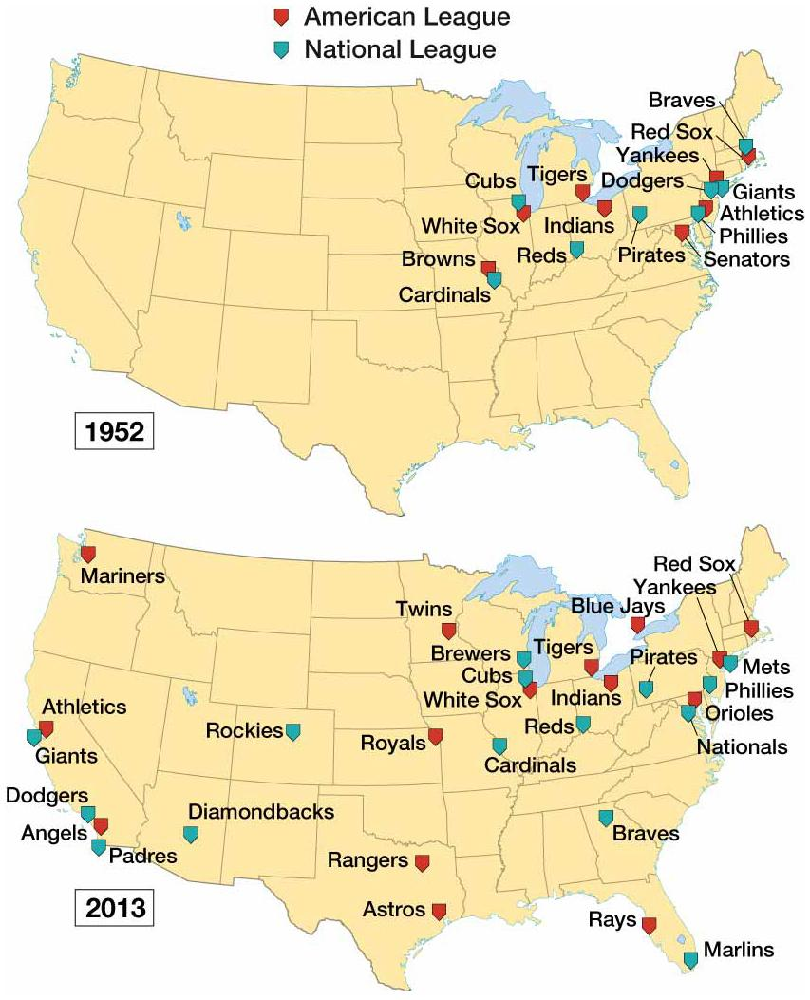 American League
National League
Braves
Red Sox
Yankees
Cubs
Tigers
Dodgers
Giants
Athletics
White Sox
Indians
Phillies
Browns
Reds
Pirates
Senators
Cardinals
1952
Red Sox
Mariners
Yankees
Twins
Blue Jays
Brewers
Tigers
Pirates
Mets
Cubs
White Sox
Indians
Phillies
Athletics
Orioles
Rockies
Royals
Reds
Giants
Cardinals
Nationals
Dodgers
Diamondbacks
Angels
Braves
Padres
Rangers
2013
Astros
Rays
Marlins